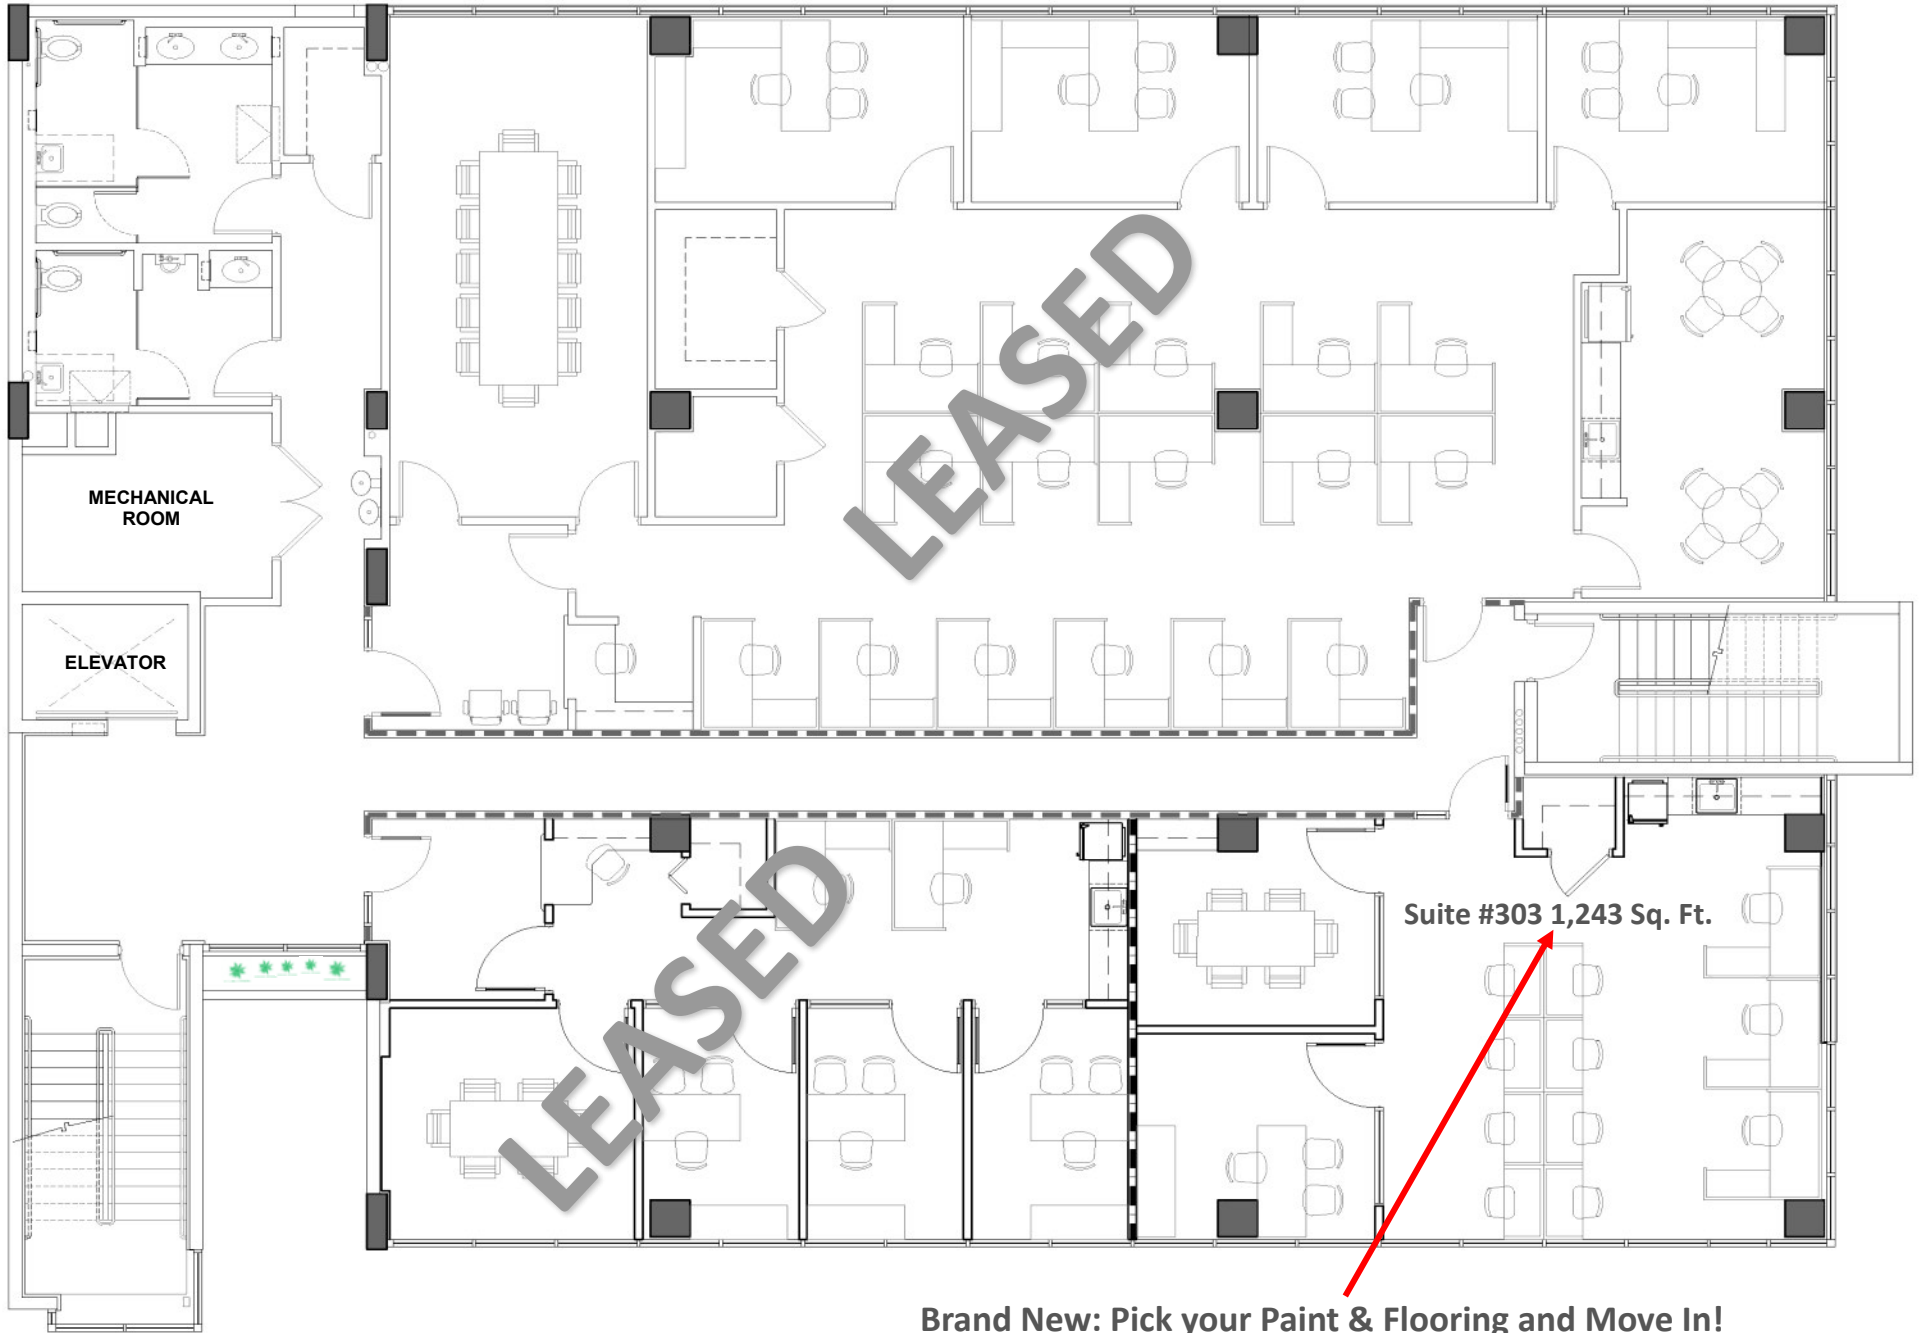 LEASED
MECHANICAL
ROOM
ELEVATOR
LEASED
Suite #303 1,243 Sq. Ft.
Brand New: Pick your Paint & Flooring and Move In!